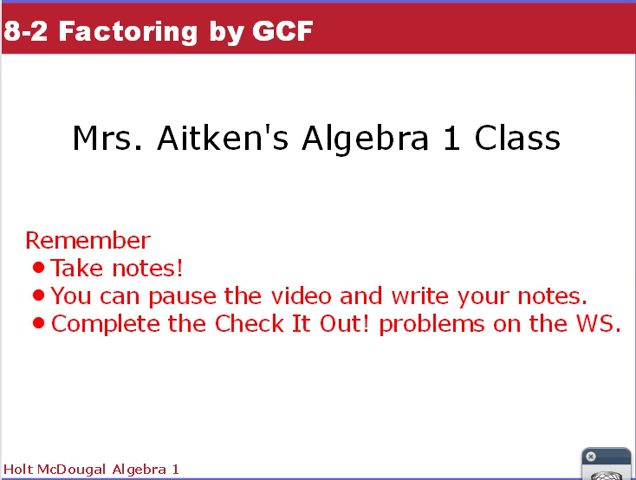 8-2 Factoring by GCF
Mrs. Aitken's Algebra 1 Class
Remember
• Take notes!
• You can pause the video and write your notes.
• Complete the Check It Out! problems on the WS.
Holt McDougal Algebra 1